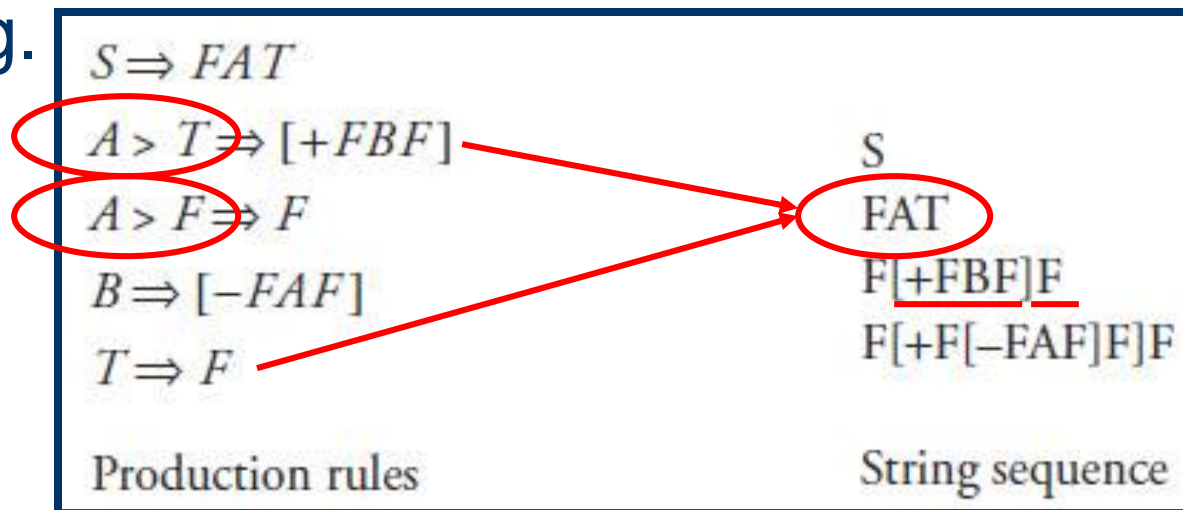 g.
S ⇒ FAT
A > T ⇒ [+FBF]
A > F ⇒ F
B ⇒ [−FAF]
T ⇒ F
Production rules
S
FAT
F[+FBF]F
F[+F[–FAF]F]F
String sequence